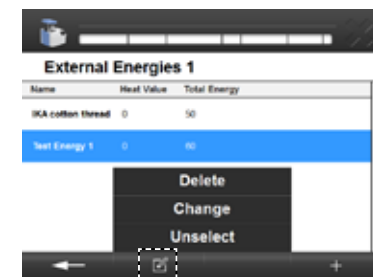 External Energies 1
Name Heat Value Total Energy
IKA cotton thread 0 50
Test Energy 1 0 60
Delete
Change
Unselect